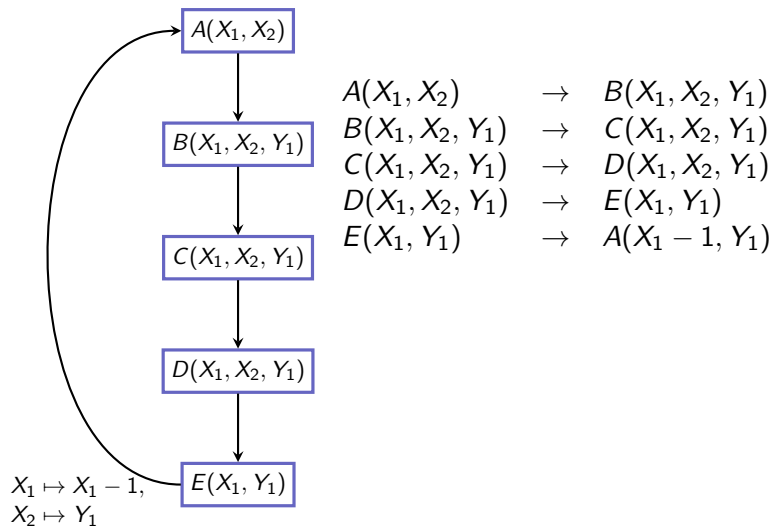 A(X₁, X₂)
B(X₁, X₂, Y₁)
C(X₁, X₂, Y₁)
D(X₁, X₂, Y₁)
E(X₁, Y₁)
X₁ ↦ X₁ − 1,
X₂ ↦ Y₁
A(X₁, X₂) → B(X₁, X₂, Y₁)
B(X₁, X₂, Y₁) → C(X₁, X₂, Y₁)
C(X₁, X₂, Y₁) → D(X₁, X₂, Y₁)
D(X₁, X₂, Y₁) → E(X₁, Y₁)
E(X₁, Y₁) → A(X₁ − 1, Y₁)